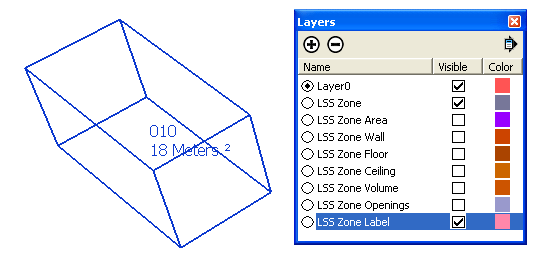 010
18 Meters ²
Layers
Name Visible Color
Layer0
LSS Zone
LSS Zone Area
LSS Zone Wall
LSS Zone Floor
LSS Zone Ceiling
LSS Zone Volume
LSS Zone Openings
LSS Zone Label